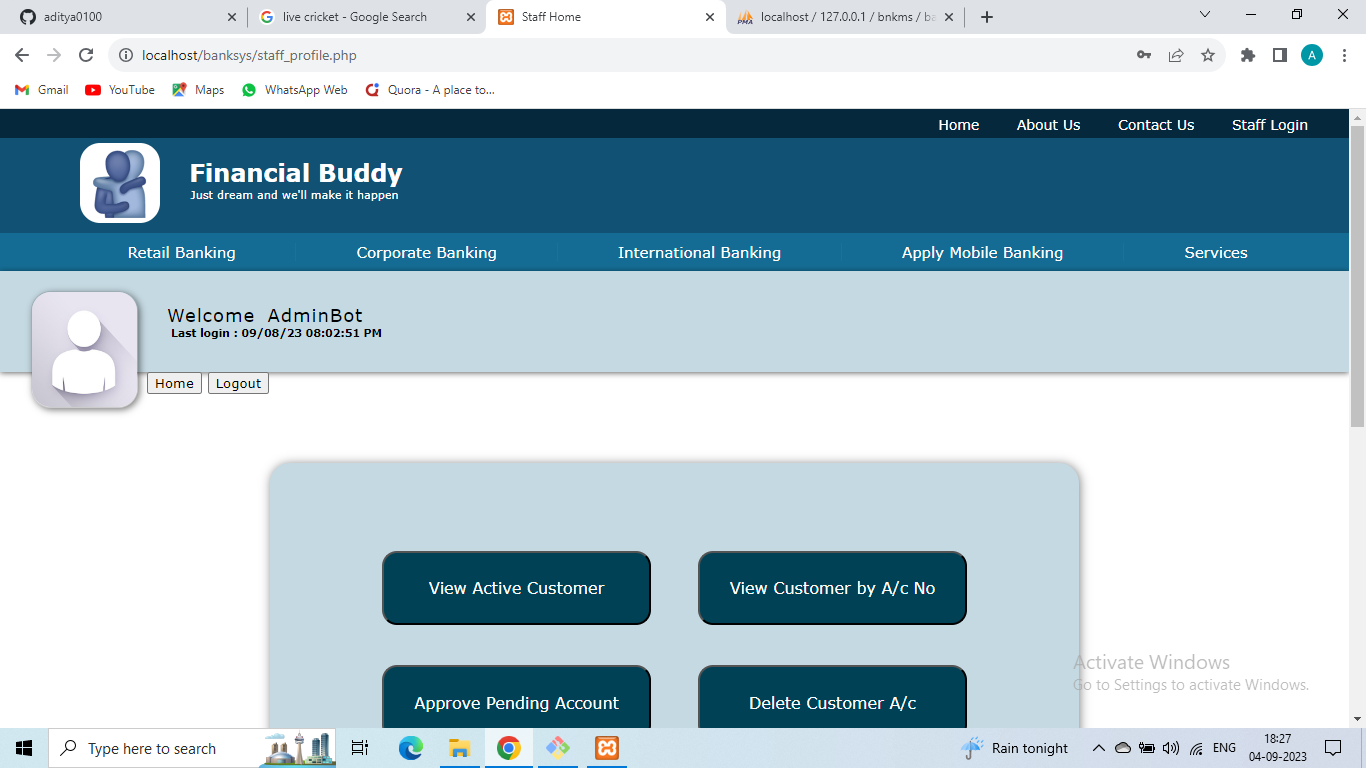 aditya0100
live cricket - Google Search
Staff Home
localhost / 127.0.0.1 / bnkms / ba
localhost/banksys/staff_profile.php
A
Gmail
YouTube
Maps
WhatsApp Web
Quora - A place to...
Home
About Us
Contact Us
Staff Login
Financial Buddy
Just dream and we'll make it happen
Retail Banking
Corporate Banking
International Banking
Apply Mobile Banking
Services
Welcome AdminBot
Last login : 09/08/23 08:02:51 PM
Home
Logout
View Active Customer
View Customer by A/c No
Approve Pending Account
Delete Customer A/c
Activate Windows
Go to Settings to activate Windows.
Type here to search
Rain tonight
ENG
18:27
04-09-2023